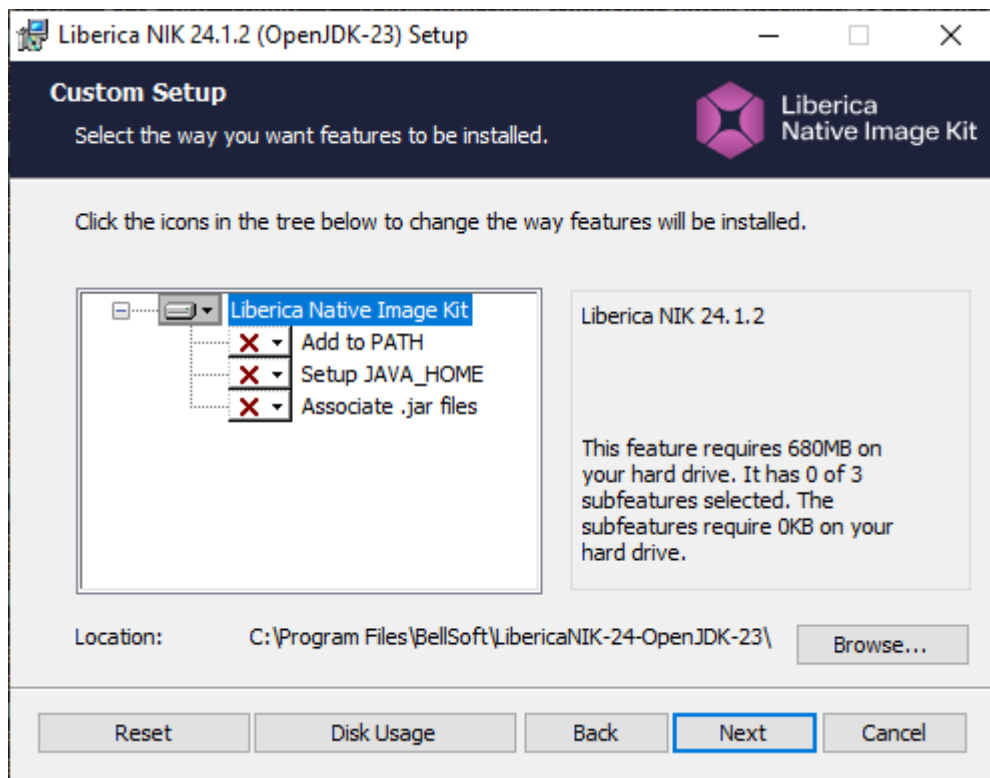 Liberica NIK 24.1.2 (OpenJDK-23) Setup
Custom Setup
Select the way you want features to be installed.
Liberica
Native Image Kit
Click the icons in the tree below to change the way features will be installed.
Liberica Native Image Kit
Add to PATH
Setup JAVA_HOME
Associate .jar files
Liberica NIK 24.1.2
This feature requires 680MB on
your hard drive. It has 0 of 3
subfeatures selected. The
subfeatures require 0KB on your
hard drive.
Location: C:\Program Files\BellSoft\LibericaNIK-24-OpenJDK-23\
Browse...
Reset Disk Usage Back Next Cancel